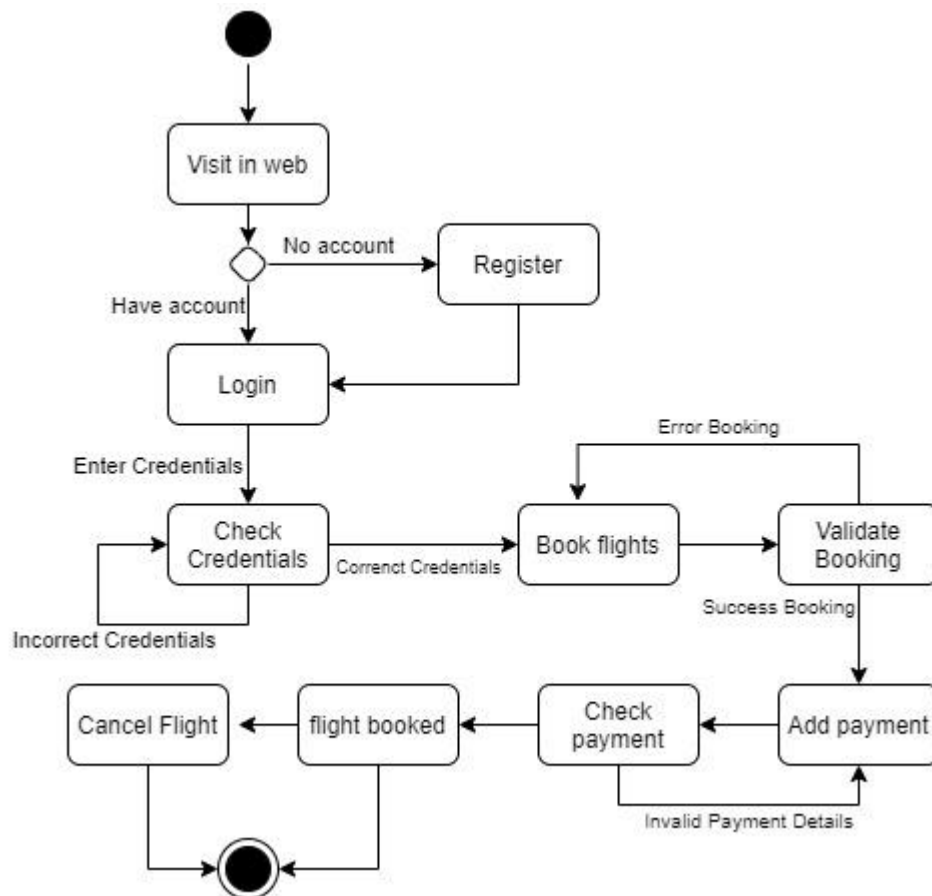 Visit in web
No account
Register
Have account
Login
Error Booking
Enter Credentials
Check
Credentials
Correnct Credentials
Book flights
Validate
Booking
Success Booking
Incorrect Credentials
Cancel Flight
flight booked
Check
payment
Add payment
Invalid Payment Details